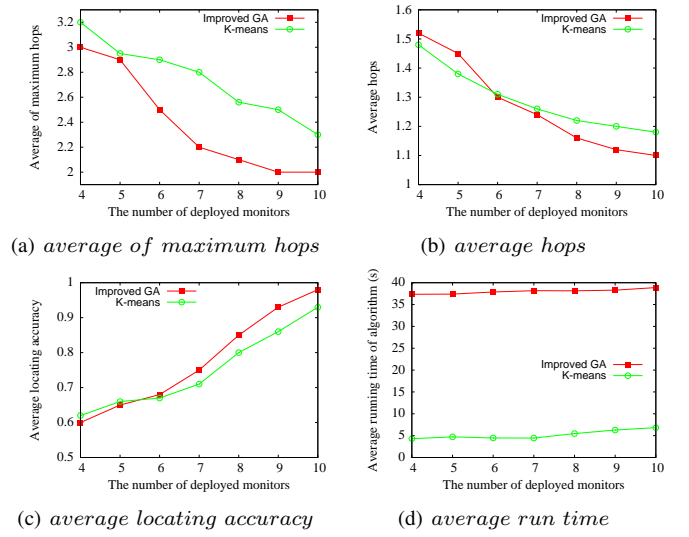 Average of maximum hops
3.2
3
2.8
2.6
2.4
2.2
2
Improved GA
K-means
4 5 6 7 8 9 10
The number of deployed monitors
(a) average of maximum hops
Average hops
1.6
1.5
1.4
1.3
1.2
1.1
1
Improved GA
K-means
4 5 6 7 8 9 10
The number of deployed monitors
(b) average hops
Average locating accuracy
1
0.9
0.8
0.7
0.6
0.5
Improved GA
K-means
4 5 6 7 8 9 10
The number of deployed monitors
(c) average locating accuracy
Average running time of algorithm (s)
40
35
30
25
20
15
10
5
0
Improved GA
K-means
4 5 6 7 8 9 10
The number of deployed monitors
(d) average run time